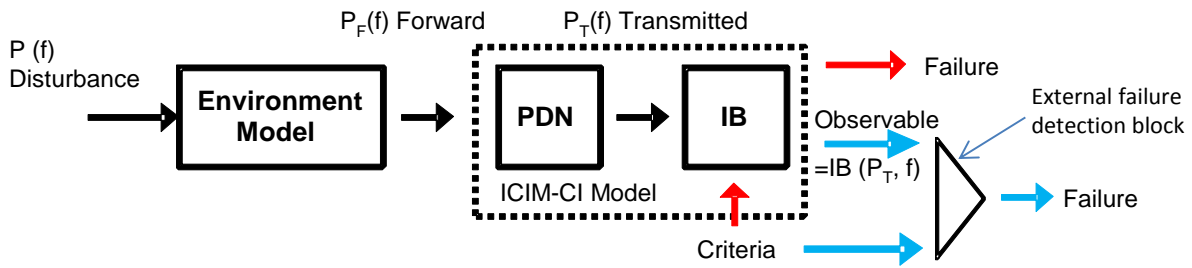 P_F(f) Forward
P_T(f) Transmitted
P (f)
Disturbance
Environment
Model
PDN
IB
Failure
External failure
detection block
Observable
=IB (P_T, f)
ICIM-CI Model
Failure
Criteria